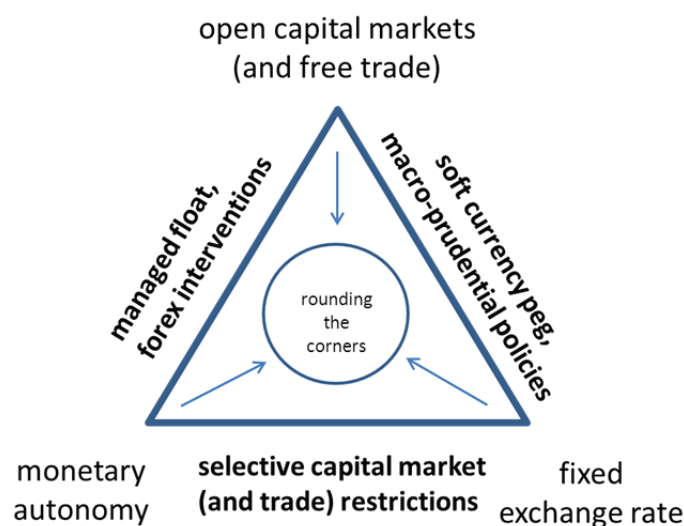 open capital markets
(and free trade)
managed float,
forex interventions
soft currency peg,
macro-prudential policies
rounding
the
corners
monetary
autonomy
selective capital market
(and trade) restrictions
fixed
exchange rate